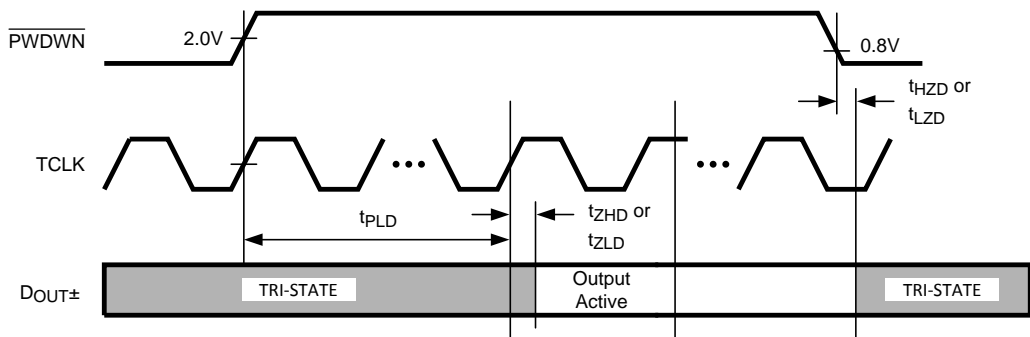 PWDWN
2.0V
0.8V
tHZD or
tLZD
TCLK
tPLD
tZHD or
tZLD
DOUT±
TRI-STATE
Output
Active
TRI-STATE